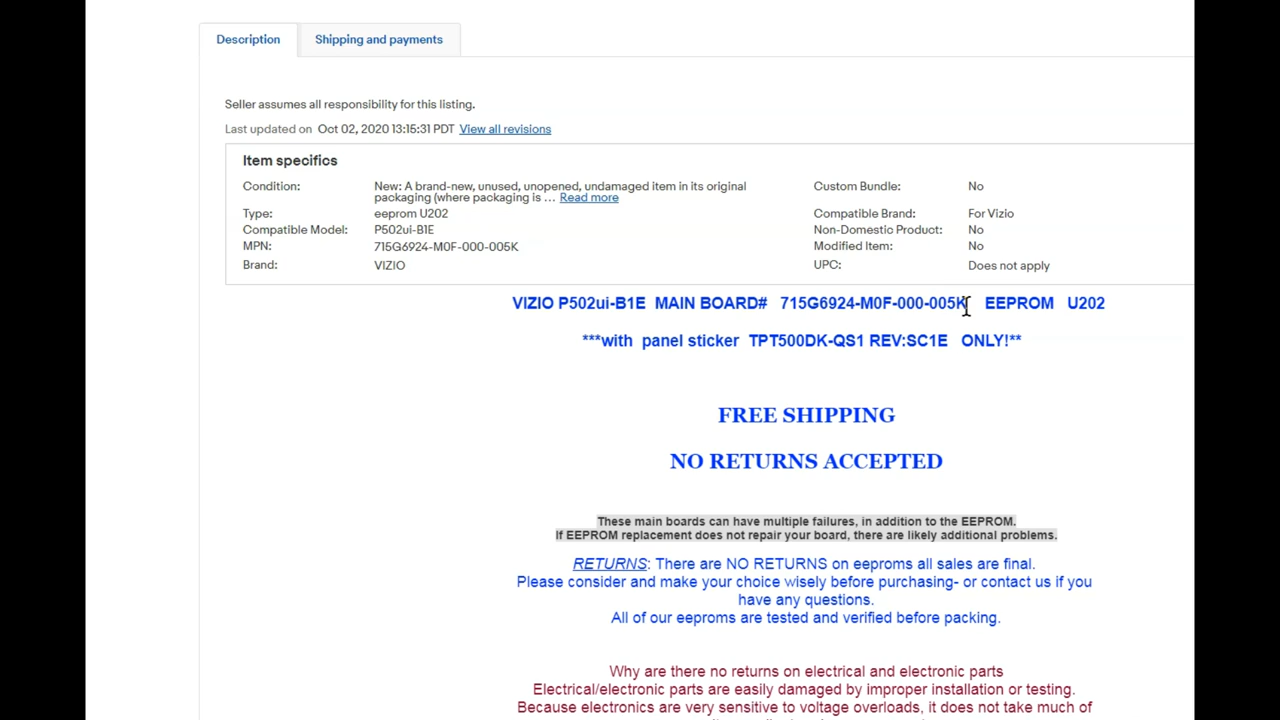 Description
Shipping and payments
Seller assumes all responsibility for this listing.
Last updated on Oct 02, 2020 13:15:31 PDT View all revisions
Item specifics
Condition: New: A brand-new, unused, unopened, undamaged item in its original
packaging (where packaging is ... Read more
Custom Bundle: No
Type: eeprom U202
Compatible Brand: For Vizio
Compatible Model: P502ui-B1E
Non-Domestic Product: No
MPN: 715G6924-M0F-000-005K
Modified Item: No
Brand: VIZIO
UPC: Does not apply
VIZIO P502ui-B1E MAIN BOARD# 715G6924-M0F-000-005K EEPROM U202
***with panel sticker TPT500DK-QS1 REV:SC1E ONLY!**
FREE SHIPPING
NO RETURNS ACCEPTED
These main boards can have multiple failures, in addition to the EEPROM.
If EEPROM replacement does not repair your board, there are likely additional problems.
RETURNS: There are NO RETURNS on eeproms all sales are final.
Please consider and make your choice wisely before purchasing- or contact us if you
have any questions.
All of our eeproms are tested and verified before packing.
Why are there no returns on electrical and electronic parts
Electrical/electronic parts are easily damaged by improper installation or testing.
Because electronics are very sensitive to voltage overloads, it does not take much of